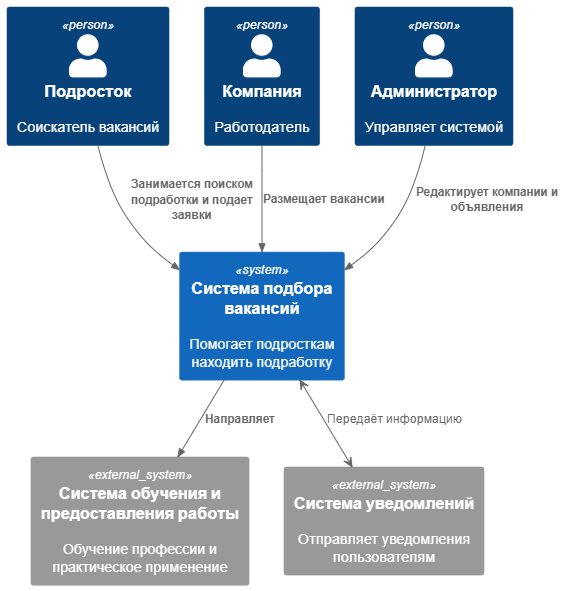 «person»
Подросток
Соискатель вакансий
«person»
Компания
Работодатель
«person»
Администратор
Управляет системой
Занимается поиском
подработки и подает
заявки
Размещает вакансии
Редактирует компании и
объявления
«system»
Система подбора
вакансий
Помогает подросткам
находить подработку
Направляет
Передаёт информацию
«external_system»
Система обучения и
предоставления работы
Обучение профессии и
практическое применение
«external_system»
Система уведомлений
Отправляет уведомления
пользователям